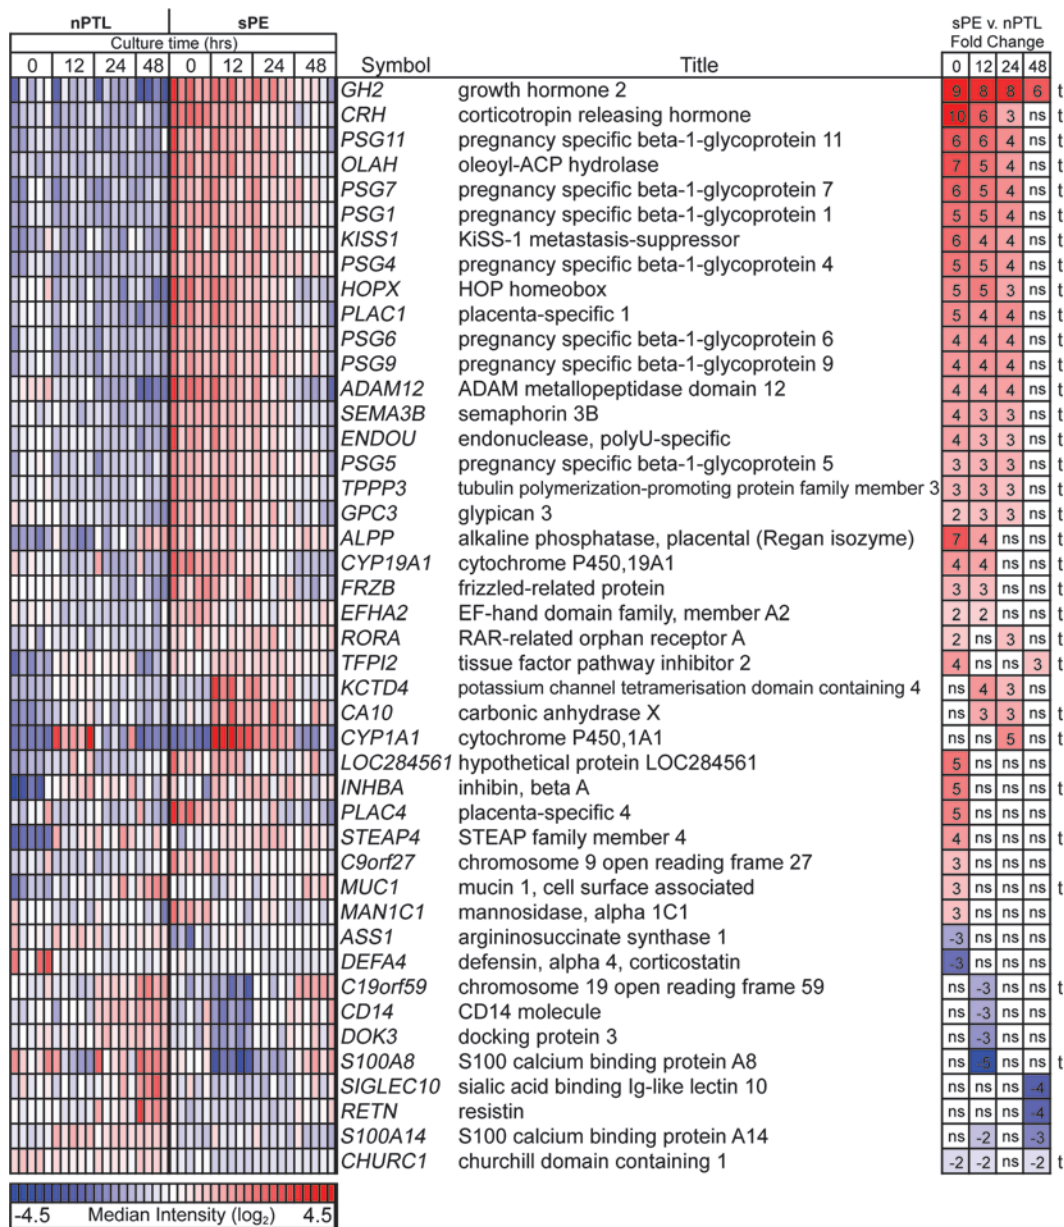 nPTL sPE sPE v. nPTL
Culture time (hrs) Fold Change
0 12 24 48 0 12 24 48 Symbol Title 0 12 24 48
GH2 growth hormone 2 9 8 8 6 t
CRH corticotropin releasing hormone 10 6 3 ns t
PSG11 pregnancy specific beta-1-glycoprotein 11 6 6 4 ns t
OLAH oleoyl-ACP hydrolase 7 5 4 ns t
PSG7 pregnancy specific beta-1-glycoprotein 7 6 5 4 ns t
PSG1 pregnancy specific beta-1-glycoprotein 1 5 5 4 ns t
KISS1 KiSS-1 metastasis-suppressor 6 4 4 ns t
PSG4 pregnancy specific beta-1-glycoprotein 4 5 5 4 ns t
HOPX HOP homeobox 5 5 3 ns t
PLAC1 placenta-specific 1 5 4 4 ns t
PSG6 pregnancy specific beta-1-glycoprotein 6 4 4 4 ns t
PSG9 pregnancy specific beta-1-glycoprotein 9 4 4 4 ns t
ADAM12 ADAM metallopeptidase domain 12 4 4 4 ns t
SEMA3B semaphorin 3B 4 3 3 ns t
ENDOU endonuclease, polyU-specific 4 3 3 ns t
PSG5 pregnancy specific beta-1-glycoprotein 5 3 3 3 ns t
TPPP3 tubulin polymerization-promoting protein family member 3 3 3 3 ns t
GPC3 glypican 3 2 3 3 ns t
ALPP alkaline phosphatase, placental (Regan isozyme) 7 4 ns ns t
CYP19A1 cytochrome P450,19A1 4 4 ns ns t
FRZB frizzled-related protein 3 3 ns ns t
EFHA2 EF-hand domain family, member A2 2 2 ns ns t
RORA RAR-related orphan receptor A 2 ns 3 ns t
TFPI2 tissue factor pathway inhibitor 2 4 ns ns 3 t
KCTD4 potassium channel tetramerisation domain containing 4 ns 4 3 ns
CA10 carbonic anhydrase X ns 3 3 ns t
CYP1A1 cytochrome P450,1A1 ns ns 5 ns t
LOC284561 hypothetical protein LOC284561 5 ns ns ns
INHBA inhibin, beta A 5 ns ns ns t
PLAC4 placenta-specific 4 5 ns ns ns
STEAP4 STEAP family member 4 4 ns ns ns t
C9orf27 chromosome 9 open reading frame 27 3 ns ns ns
MUC1 mucin 1, cell surface associated 3 ns ns ns t
MAN1C1 mannosidase, alpha 1C1 3 ns ns ns
ASS1 argininosuccinate synthase 1 -3 ns ns ns
DEFA4 defensin, alpha 4, corticostatin -3 ns ns ns
C19orf59 chromosome 19 open reading frame 59 ns -3 ns ns t
CD14 CD14 molecule ns -3 ns ns
DOK3 docking protein 3 ns -3 ns ns
S100A8 S100 calcium binding protein A8 ns -5 ns ns t
SIGLEC10 sialic acid binding Ig-like lectin 10 ns ns ns -4
RETN resistin ns ns ns -4
S100A14 S100 calcium binding protein A14 ns -2 ns -3
CHURC1 churchill domain containing 1 -2 -2 ns -2 t
-4.5 Median Intensity (log2) 4.5